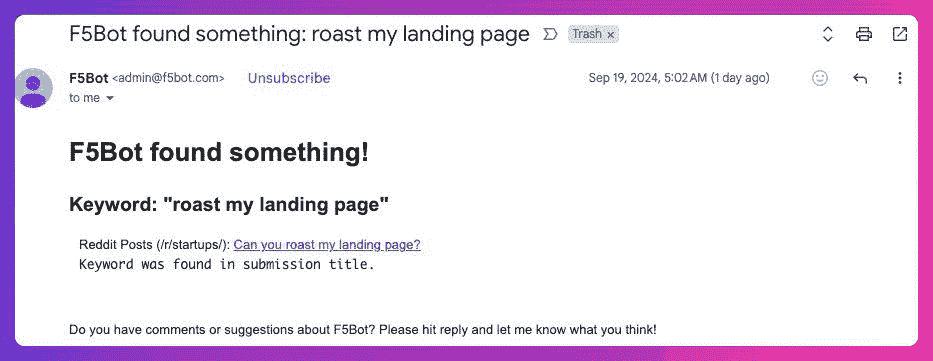 F5Bot found something: roast my landing page Trash x
F5Bot <admin@f5bot.com> Unsubscribe Sep 19, 2024, 5:02 AM (1 day ago)
to me
F5Bot found something!
Keyword: "roast my landing page"
Reddit Posts (/r/startups/): Can you roast my landing page?
Keyword was found in submission title.
Do you have comments or suggestions about F5Bot? Please hit reply and let me know what you think!